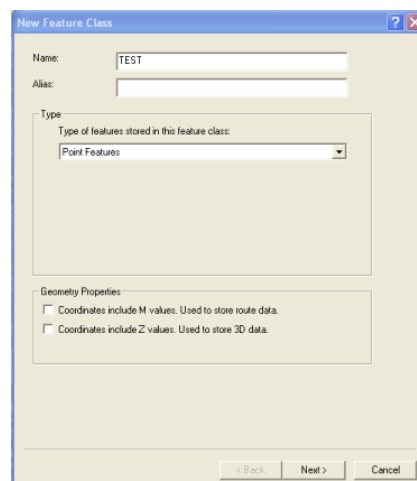 New Feature Class
Name: TEST
Alias:
Type
Type of features stored in this feature class:
Point Features
Geometry Properties
Coordinates include M values. Used to store route data.
Coordinates include Z values. Used to store 3D data.
< Back Next > Cancel